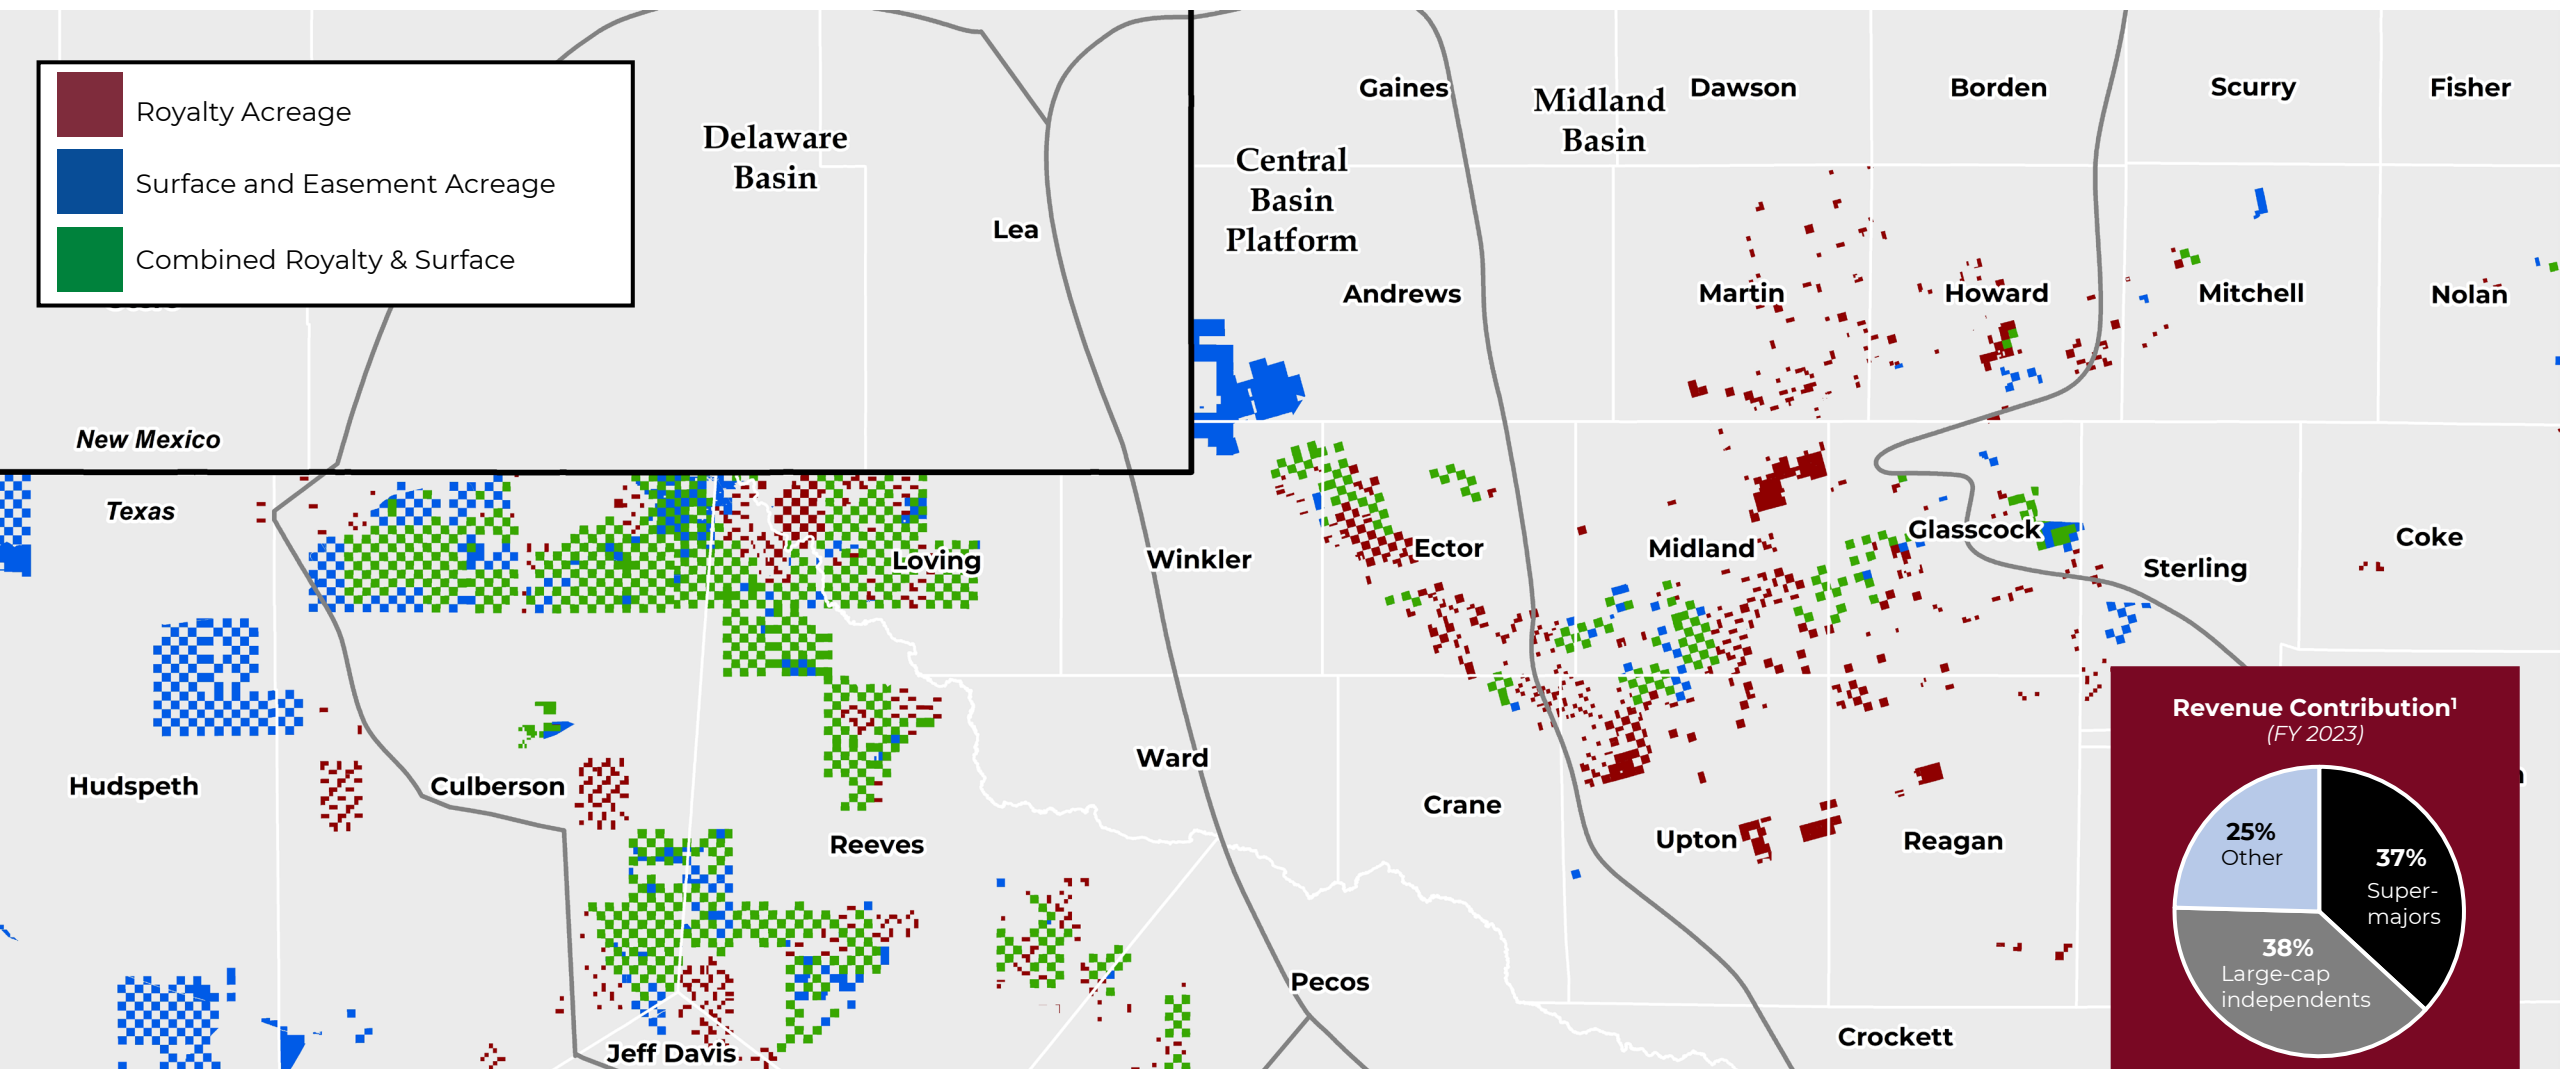 Royalty Acreage
Surface and Easement Acreage
Combined Royalty & Surface
Delaware
Basin
Lea
Central
Basin
Platform
Midland
Basin
Gaines
Dawson
Borden
Scurry
Fisher
Andrews
Martin
Howard
Mitchell
Nolan
New Mexico
Texas
Loving
Winkler
Ector
Midland
Glasscock
Sterling
Coke
Hudspeth
Culberson
Reeves
Ward
Crane
Upton
Reagan
Jeff Davis
Pecos
Crockett
Revenue Contribution¹
(FY 2023)
25%
Other
37%
Super-
majors
38%
Large-cap
independents